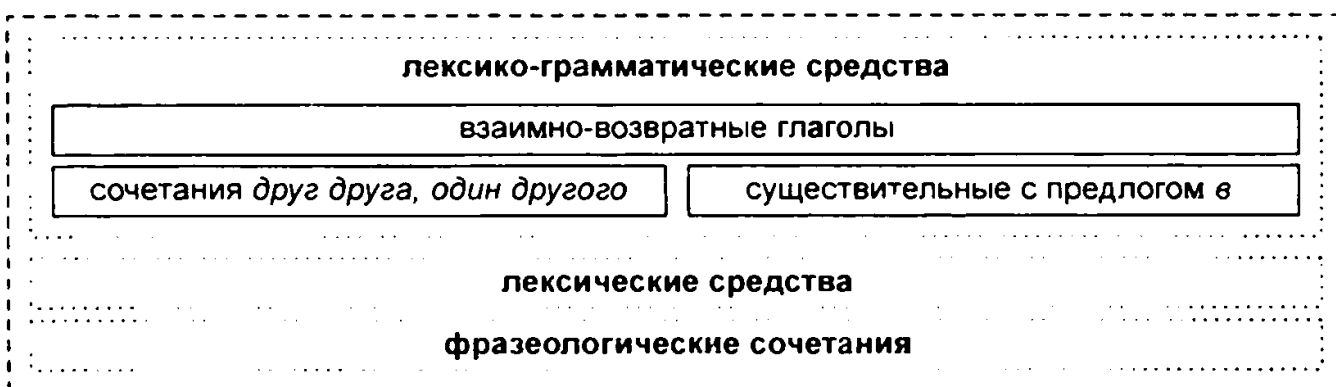 лексико-грамматические средства
взаимно-возвратные глаголы
сочетания друг друга, один другого
существительные с предлогом в
лексические средства
фразеологические сочетания